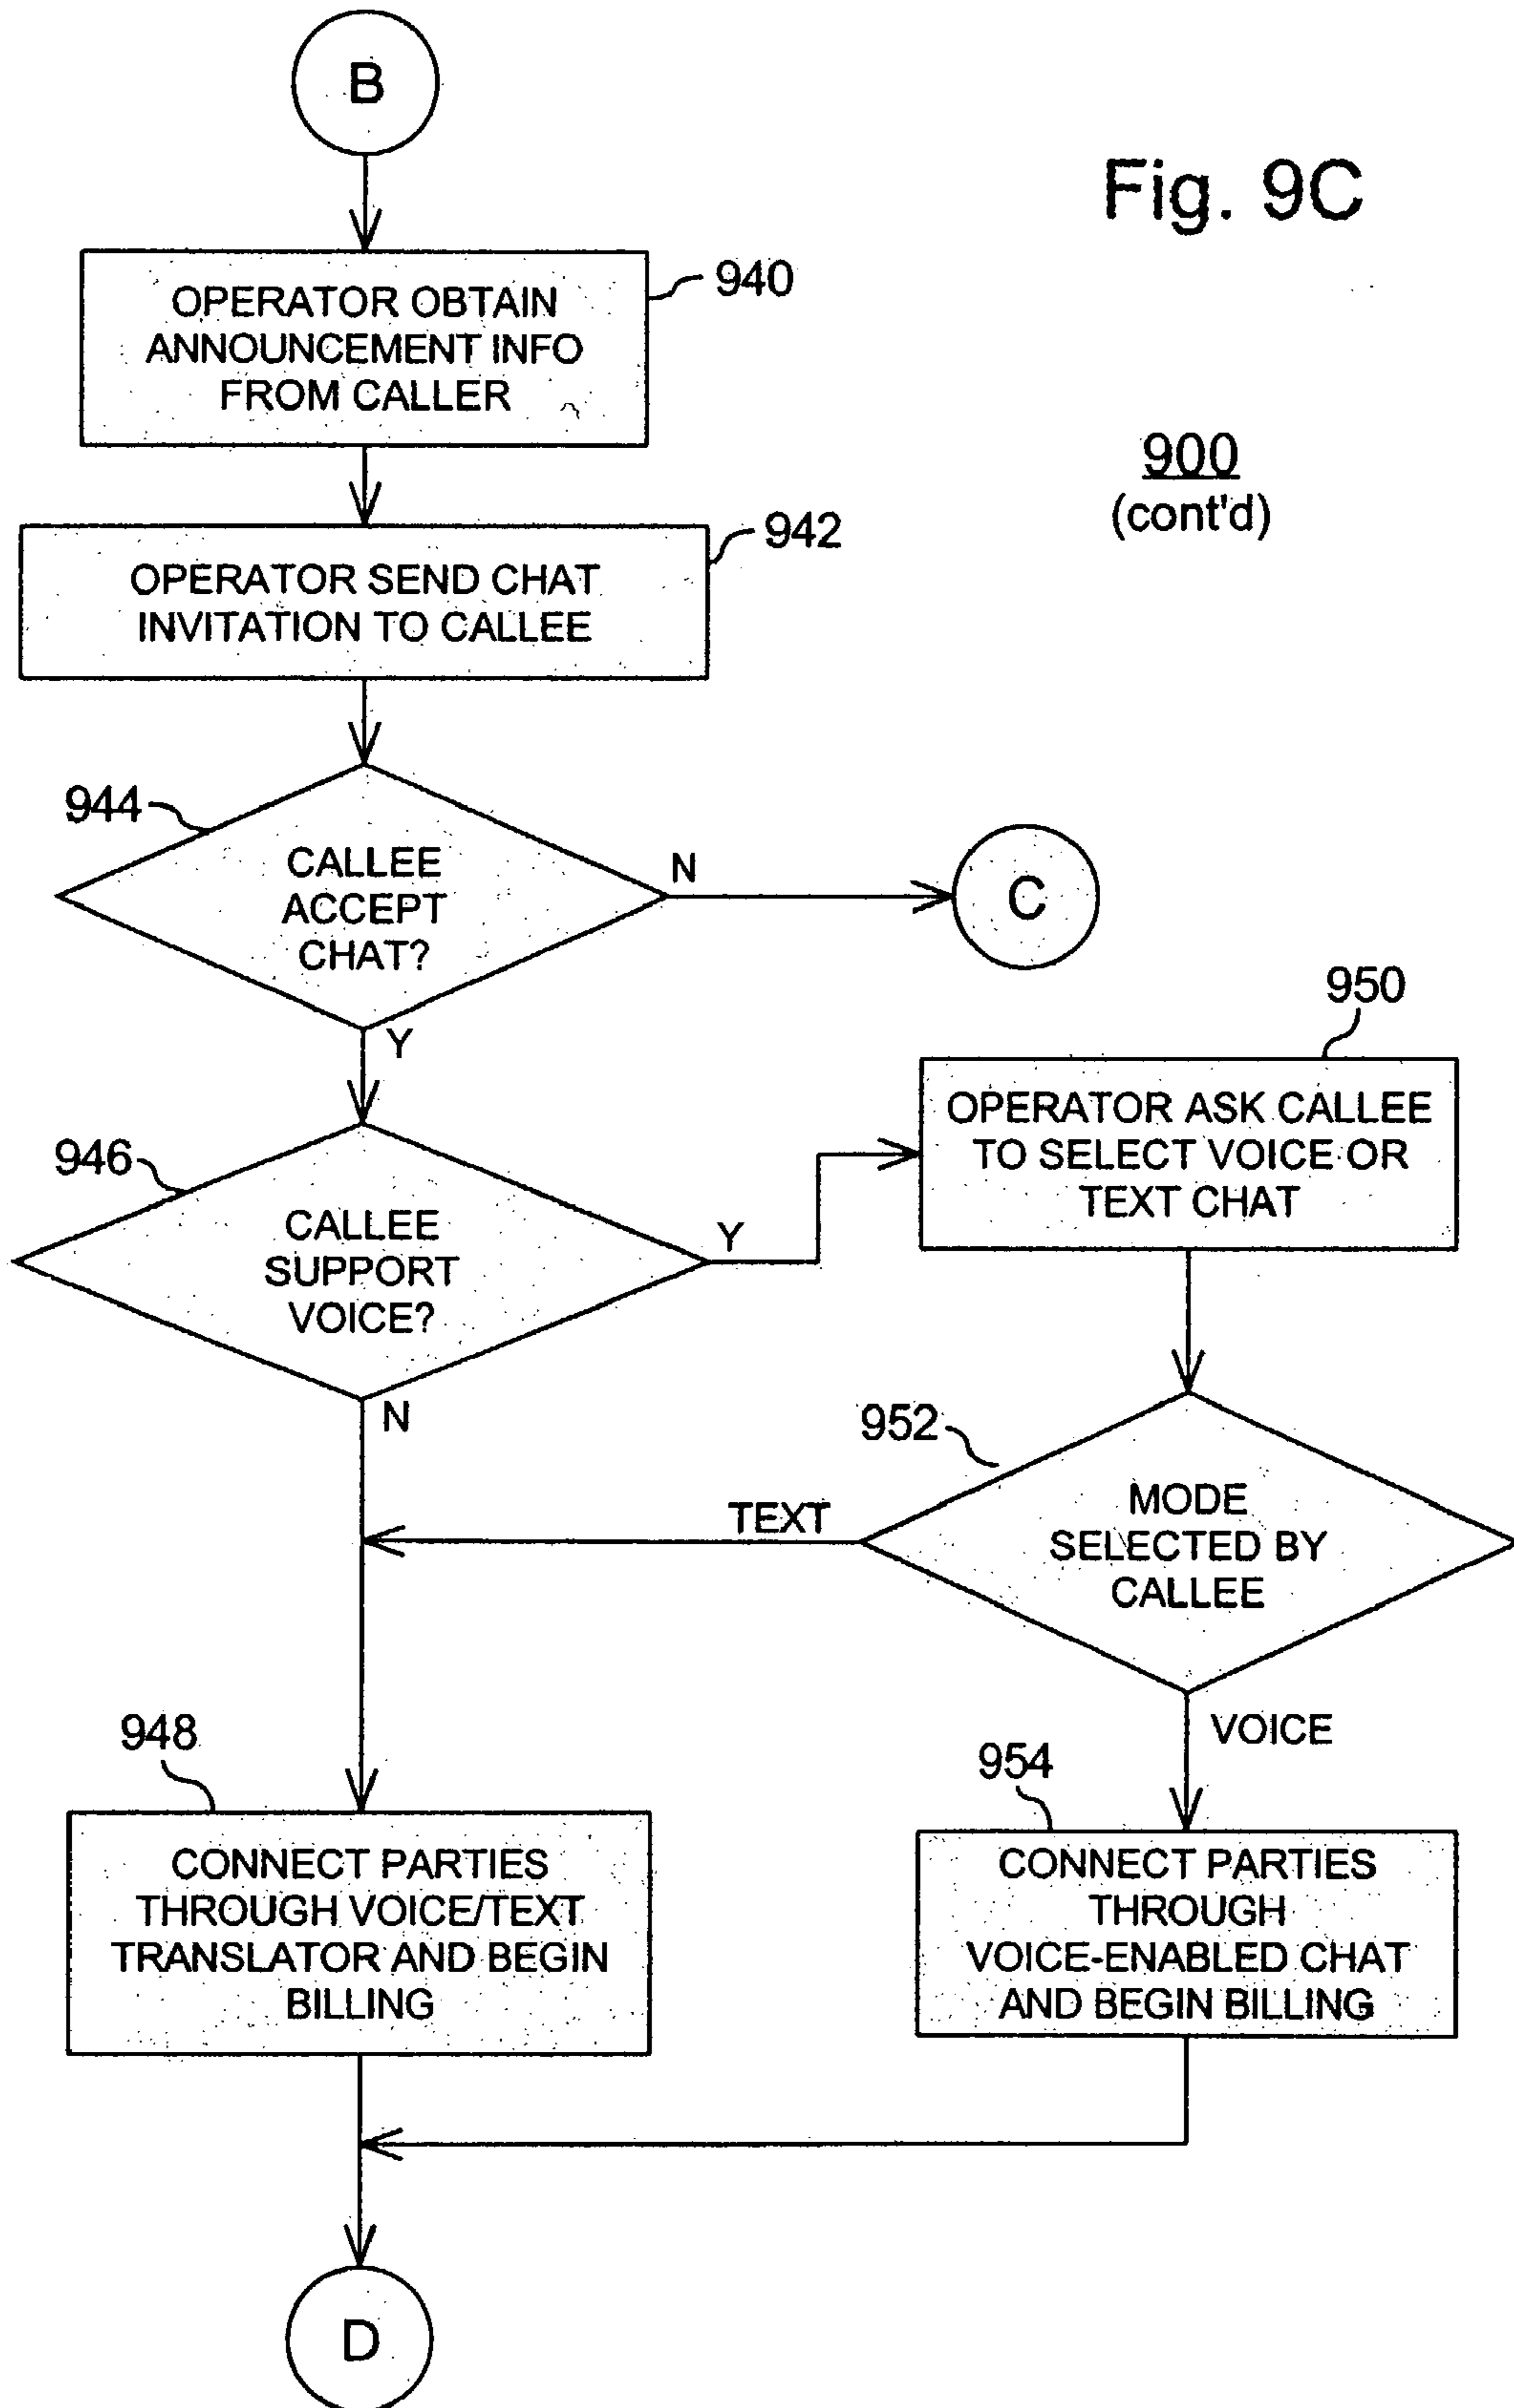 B
Fig. 9C
940
OPERATOR OBTAIN
ANNOUNCEMENT INFO
FROM CALLER
900
(cont'd)
942
OPERATOR SEND CHAT
INVITATION TO CALLEE
944
CALLEE
ACCEPT
CHAT?
N
C
Y
950
OPERATOR ASK CALLEE
TO SELECT VOICE OR
TEXT CHAT
946
CALLEE
SUPPORT
VOICE?
Y
N
952
MODE
SELECTED BY
CALLEE
TEXT
VOICE
948
CONNECT PARTIES
THROUGH VOICE/TEXT
TRANSLATOR AND BEGIN
BILLING
954
CONNECT PARTIES
THROUGH
VOICE-ENABLED CHAT
AND BEGIN BILLING
D